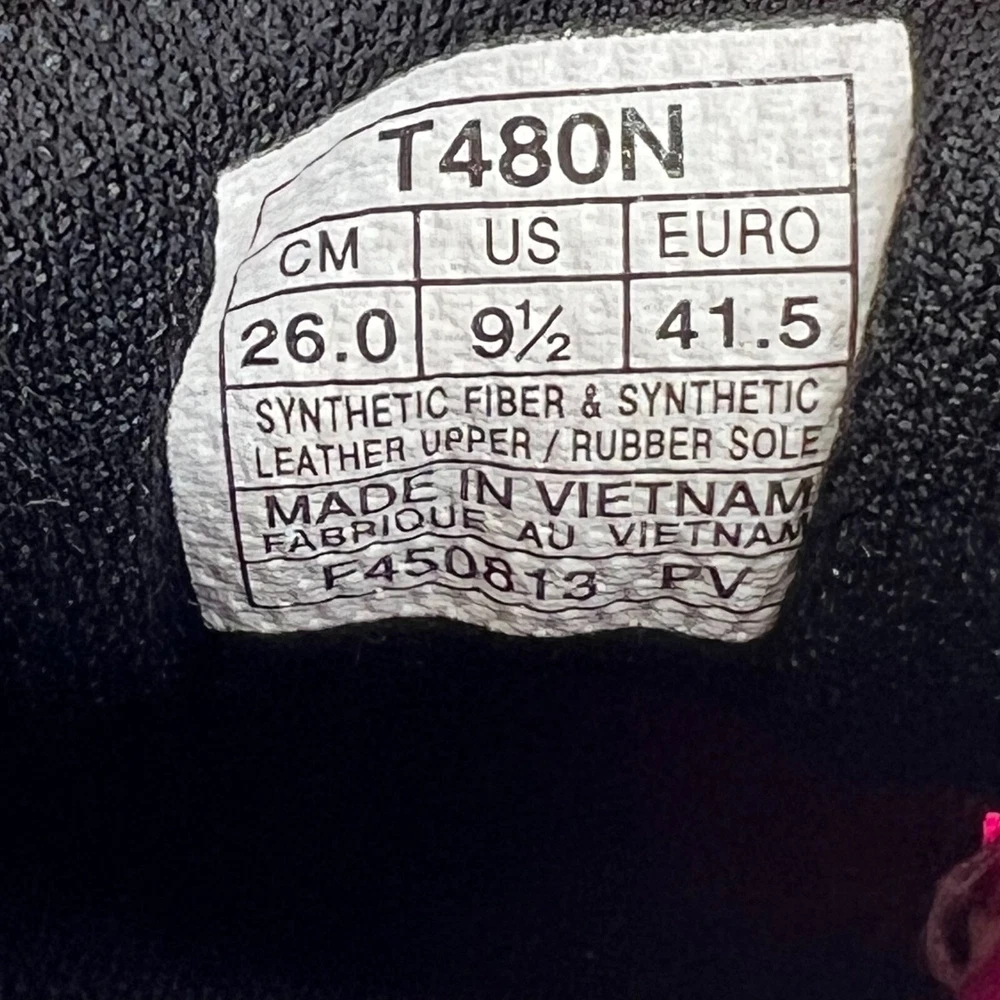 T480N
CM US EURO
26.0 9½ 41.5
SYNTHETIC FIBER & SYNTHETIC
LEATHER UPPER / RUBBER SOLE
MADE IN VIETNAM
FABRIQUE AU VIETNAM
F450813 PV